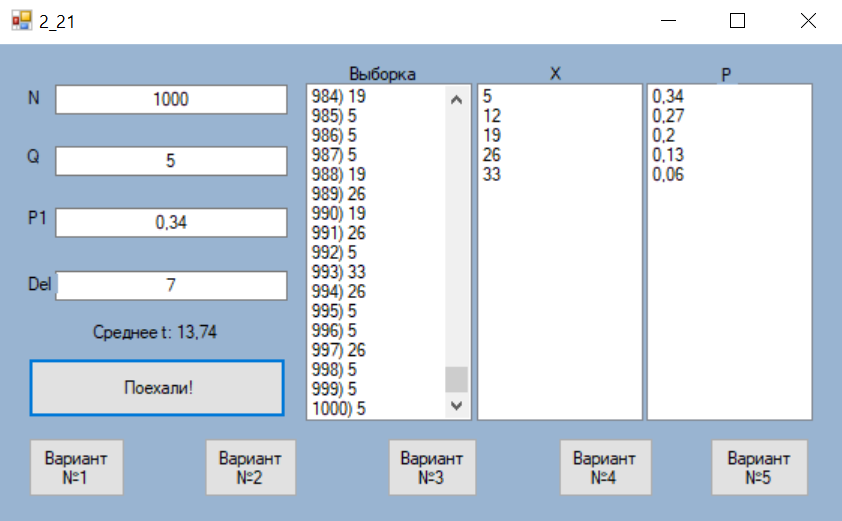 2_21
N
1000
Q
5
P1
0,34
Del
7
Среднее t: 13,74
Поехали!
Выборка
984) 19
985) 5
986) 5
987) 5
988) 19
989) 26
990) 19
991) 26
992) 5
993) 33
994) 26
995) 5
996) 5
997) 26
998) 5
999) 5
1000) 5
X
5
12
19
26
33
P
0,34
0,27
0,2
0,13
0,06
Вариант
№1
Вариант
№2
Вариант
№3
Вариант
№4
Вариант
№5